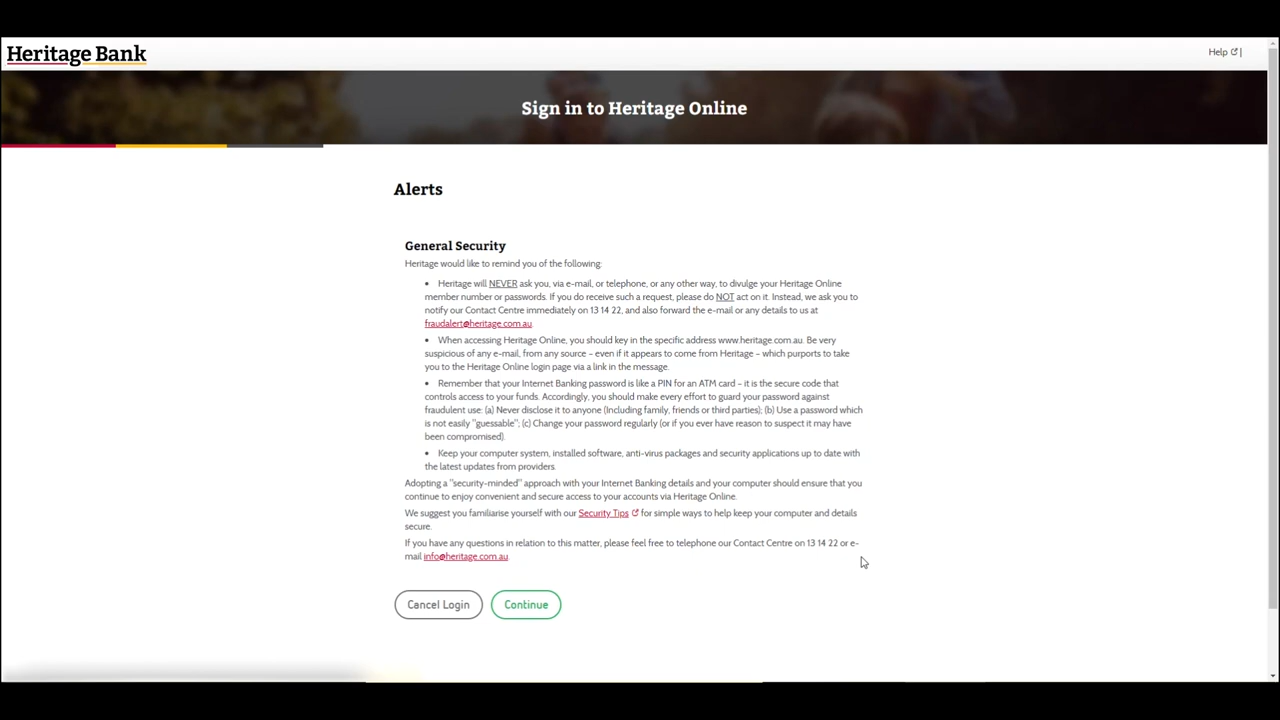 Heritage Bank
Help |
Sign in to Heritage Online
Alerts
General Security
Heritage would like to remind you of the following:
• Heritage will NEVER ask you, via e-mail, or telephone, or any other way, to divulge your Heritage Online
member number or passwords. If you do receive such a request, please do NOT act on it. Instead, we ask you to
notify our Contact Centre immediately on 13 14 22, and also forward the e-mail or any details to us at
fraudalert@heritage.com.au.
• When accessing Heritage Online, you should key in the specific address www.heritage.com.au. Be very
suspicious of any e-mail, from any source – even if it appears to come from Heritage – which purports to take
you to the Heritage Online login page via a link in the message.
• Remember that your Internet Banking password is like a PIN for an ATM card – it is the secure code that
controls access to your funds. Accordingly, you should make every effort to guard your password against
fraudulent use: (a) Never disclose it to anyone (Including family, friends or third parties); (b) Use a password which
is not easily "guessable"; (c) Change your password regularly (or if you ever have reason to suspect it may have
been compromised).
• Keep your computer system, installed software, anti-virus packages and security applications up to date with
the latest updates from providers.
Adopting a "security-minded" approach with your Internet Banking details and your computer should ensure that you
continue to enjoy convenient and secure access to your accounts via Heritage Online.
We suggest you familiarise yourself with our Security Tips for simple ways to help keep your computer and details
secure.
If you have any questions in relation to this matter, please feel free to telephone our Contact Centre on 13 14 22 or e-
mail info@heritage.com.au.
Cancel Login
Continue